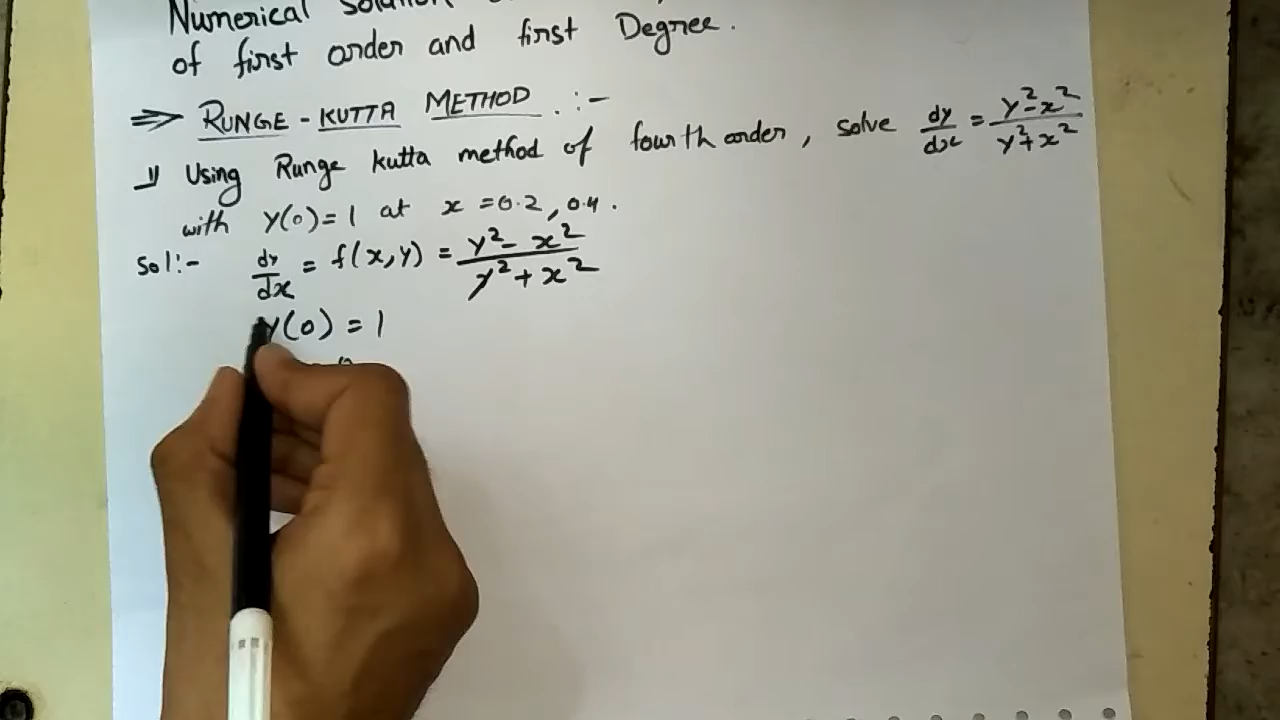 Numerical solution
of first order and first Degree.
⇒ RUNGE-KUTTA METHOD :-
1) Using Runge kutta method of fourth order, solve dy/dx = (y²-x²)/(y²+x²)
with y(0)=1 at x=0.2, 0.4.
Sol:- dy/dx = f(x,y) = (y²-x²)/(y²+x²)
y(0) = 1